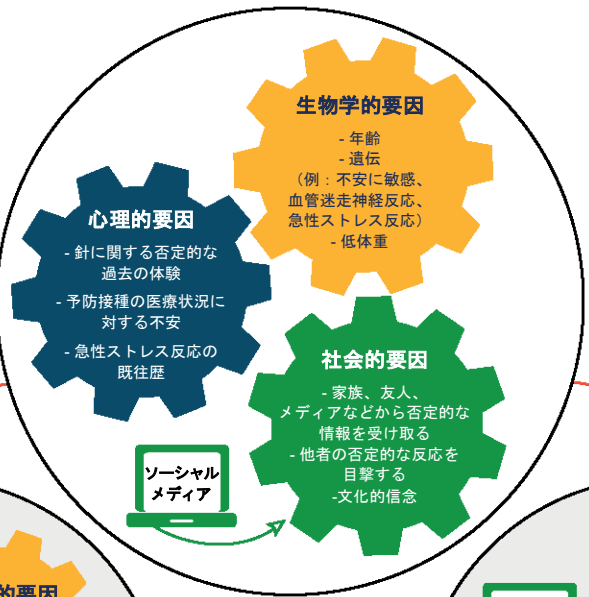 生物学的要因
- 年齢
- 遺伝
（例：不安に敏感、
血管迷走神経反応、
急性ストレス反応）
- 低体重
心理的要因
- 針に関する否定的な
過去の体験
- 予防接種の医療状況に
対する不安
- 急性ストレス反応の
既往歴
社会的要因
- 家族、友人、
メディアなどから否定的な
情報を受け取る
- 他者の否定的な反応を
目撃する
-文化的信念
ソーシャル
メディア
的要因